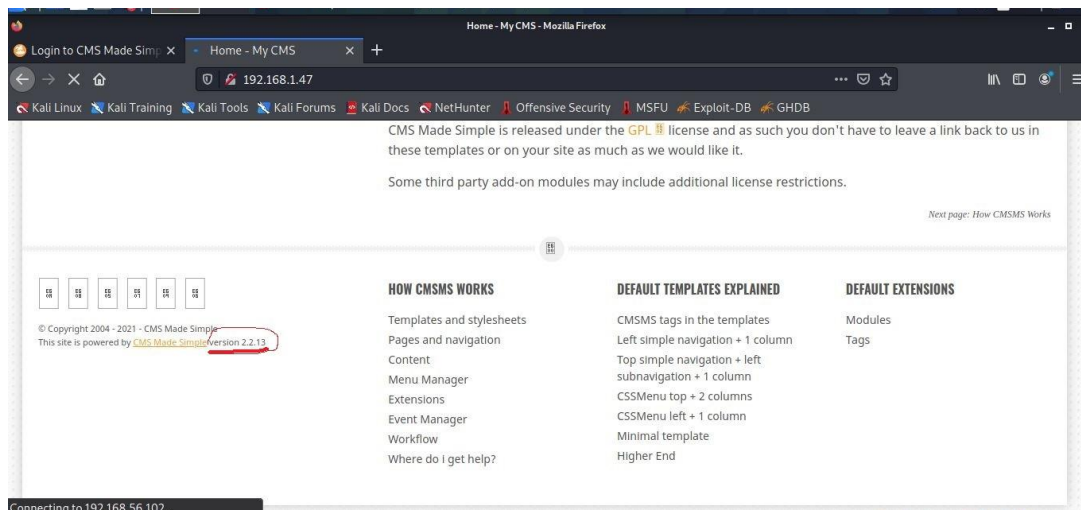 Home - My CMS - Mozilla Firefox
Login to CMS Made Simp
Home - My CMS
192.168.1.47
Kali Linux Kali Training Kali Tools Kali Forums Kali Docs NetHunter Offensive Security MSFU Exploit-DB GHDB
CMS Made Simple is released under the GPL license and as such you don't have to leave a link back to us in
these templates or on your site as much as we would like it.
Some third party add-on modules may include additional license restrictions.
Next page: How CMSMS Works
© Copyright 2004 - 2021 - CMS Made Simple
This site is powered by CMS Made Simple version 2.2.13
HOW CMSMS WORKS
Templates and stylesheets
Pages and navigation
Content
Menu Manager
Extensions
Event Manager
Workflow
Where do i get help?
DEFAULT TEMPLATES EXPLAINED
CMSMS tags in the templates
Left simple navigation + 1 column
Top simple navigation + left
subnavigation + 1 column
CSSMenu top + 2 columns
CSSMenu left + 1 column
Minimal template
Higher End
DEFAULT EXTENSIONS
Modules
Tags
Connecting to 192.168.56.102